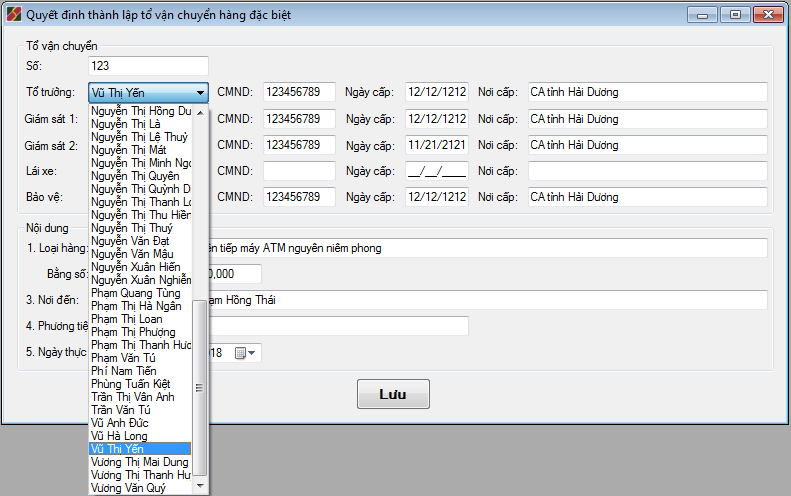 Quyết định thành lập tổ vận chuyển hàng đặc biệt
Tổ vận chuyển
Số: 123
Tổ trưởng: Vũ Thị Yến CMND: 123456789 Ngày cấp: 12/12/1212 Nơi cấp: CA tỉnh Hải Dương
Giám sát 1: CMND: 123456789 Ngày cấp: 12/12/1212 Nơi cấp: CA tỉnh Hải Dương
Giám sát 2: CMND: 123456789 Ngày cấp: 11/21/2121 Nơi cấp: CA tỉnh Hải Dương
Lái xe: CMND: Ngày cấp: __/__/____ Nơi cấp:
Bảo vệ: CMND: 123456789 Ngày cấp: 12/12/1212 Nơi cấp: CA tỉnh Hải Dương
Nguyễn Thị Hồng Du
Nguyễn Thị Là
Nguyễn Thị Lệ Thuỷ
Nguyễn Thị Mát
Nguyễn Thị Minh Ngọ
Nguyễn Thị Quyên
Nguyễn Thị Quỳnh Di
Nguyễn Thị Thanh Lo
Nguyễn Thị Thu Hiền
Nguyễn Thị Thuý
Nguyễn Văn Đạt
Nguyễn Văn Mậu
Nguyễn Xuân Hiến
Nguyễn Xuân Nghiễm
Phạm Quang Tùng
Phạm Thị Hà Ngân
Phạm Thị Loan
Phạm Thị Phượng
Phạm Thị Thanh Hươ
Phạm Văn Tú
Phí Nam Tiến
Phùng Tuấn Kiệt
Trần Thị Vân Anh
Trần Văn Tú
Vũ Anh Đức
Vũ Hà Long
Vũ Thị Yến
Vương Thị Mai Dung
Vương Thị Thanh Hư
Vương Văn Quý
Nội dung
1. Loại hàng: ền tiếp máy ATM nguyên niêm phong
Bằng số: 0,000
3. Nơi đến: ạm Hồng Thái
4. Phương tiệ
5. Ngày thực 018
Lưu